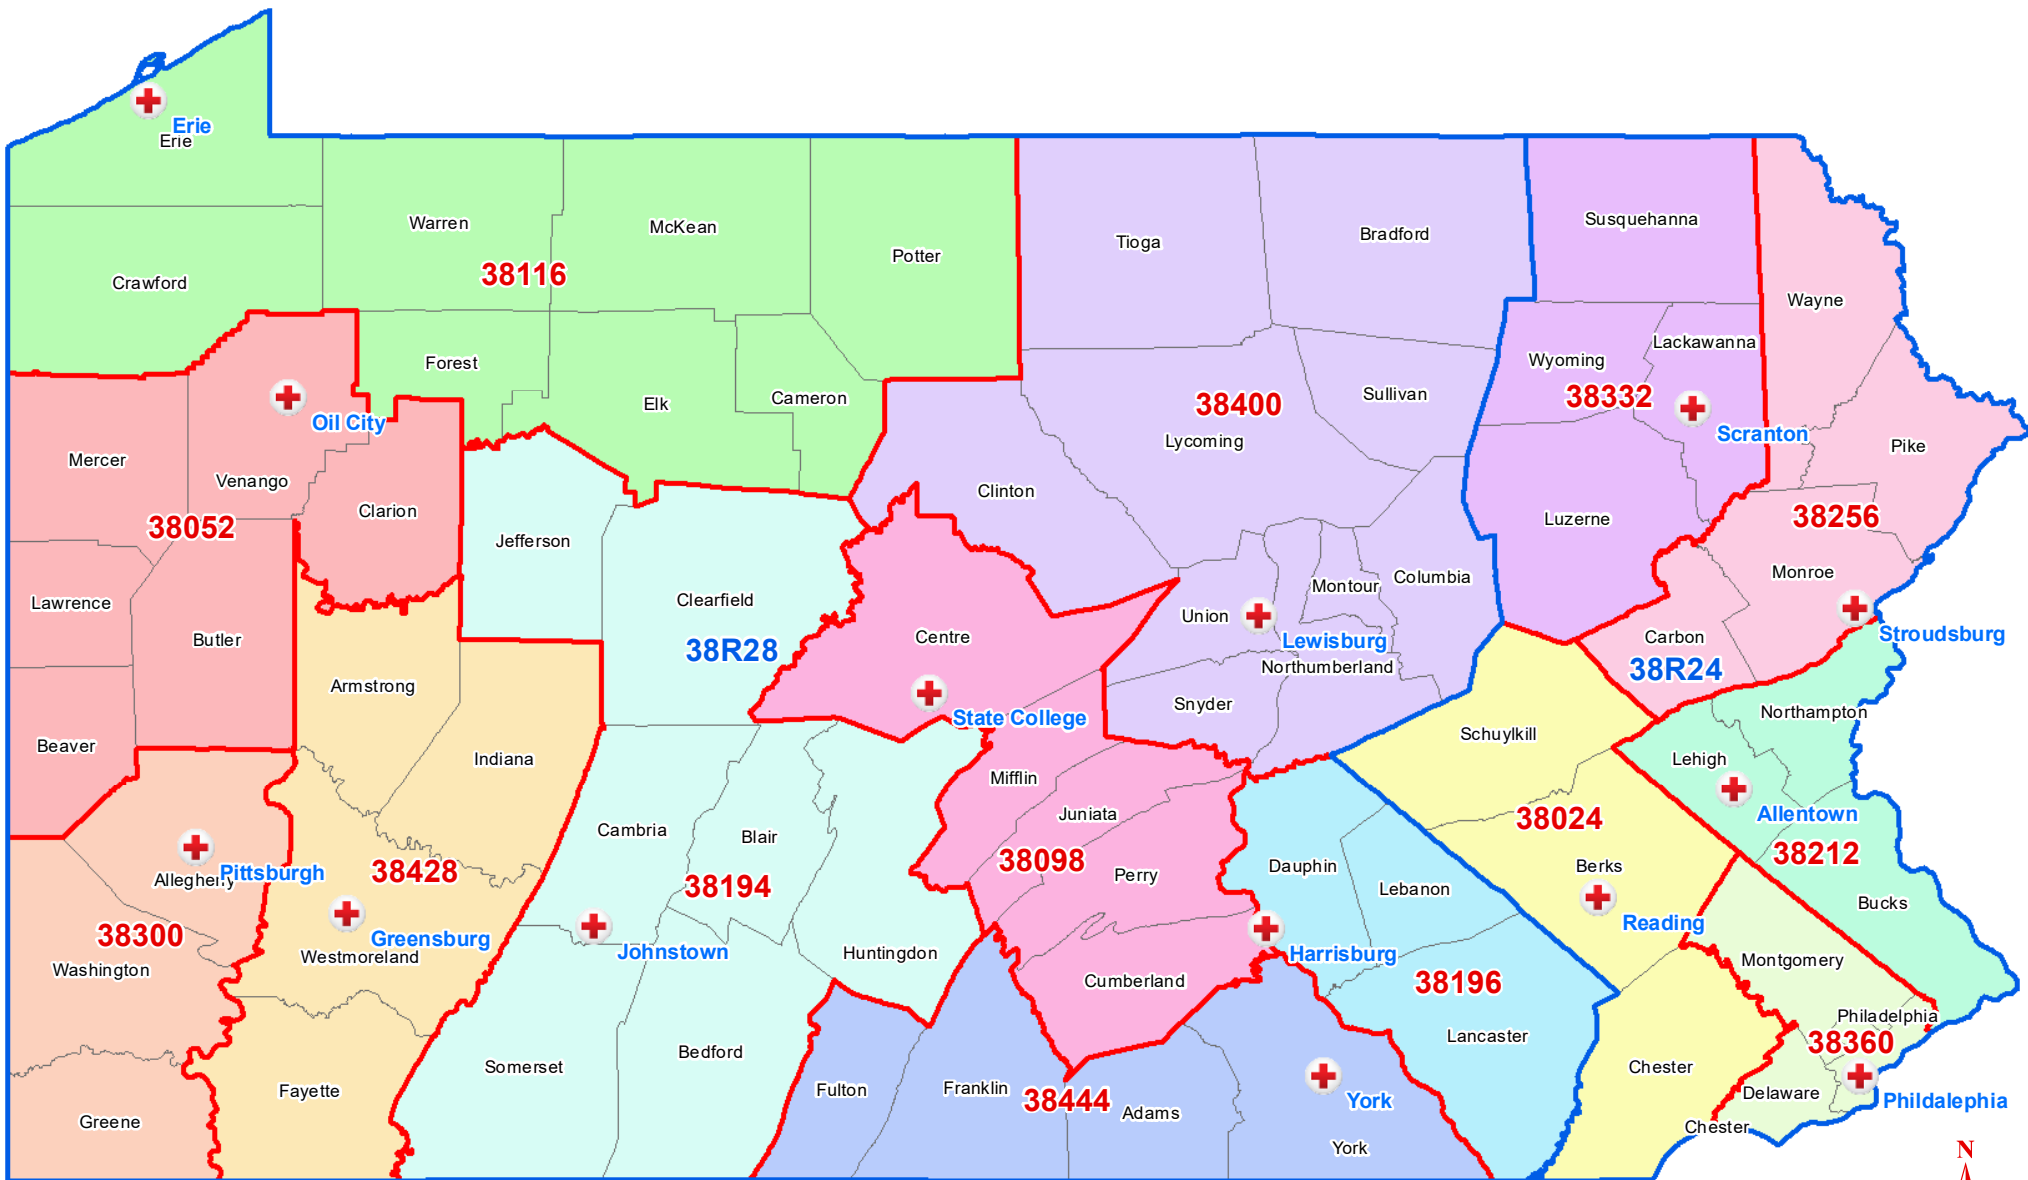 Erie
Erie
Susquehanna
Warren
McKean
Bradford
Tioga
Potter
38116
Crawford
Wayne
Lackawanna
Wyoming
Forest
Sullivan
38332
Cameron
Elk
38400
Oil City
Scranton
Lycoming
Pike
Mercer
Venango
Clinton
Clarion
38256
Luzerne
38052
Jefferson
Monroe
Columbia
Montour
Clearfield
Lawrence
Union
Stroudsburg
Centre
Carbon
Butler
Lewisburg
38R28
Northumberland
38R24
Armstrong
Snyder
Northampton
State College
Schuylkill
Beaver
Indiana
Lehigh
Mifflin
Juniata
Allentown
38024
Cambria
Blair
38212
38098
Dauphin
Berks
Pittsburgh
38428
Perry
Allegheny
38194
Lebanon
Bucks
Reading
38300
Greensburg
Johnstown
Huntingdon
Harrisburg
Westmoreland
Montgomery
Washington
Cumberland
38196
Philadelphia
Lancaster
38360
Bedford
Somerset
Chester
Fayette
Fulton
Franklin
Delaware
38444
York
Phildalephia
Adams
Greene
Chester
York
N